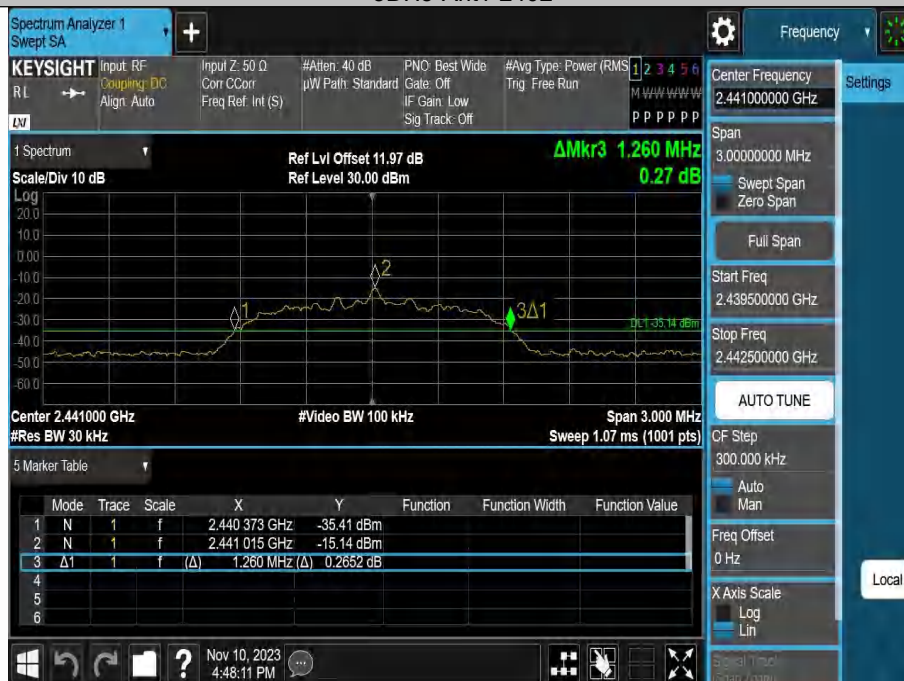 Spectrum Analyzer 1
Swept SA
+
Frequency
KEYSIGHT
RL
LXI
Input: RF
Coupling: DC
Align: Auto
Input Z: 50 Ω
Corr CCorr
Freq Ref: Int (S)
#Atten: 40 dB
µW Path: Standard
PNO: Best Wide
Gate: Off
IF Gain: Low
Sig Track: Off
#Avg Type: Power (RMS
Trig: Free Run
1 2 3 4 5 6
M W W W W W
P P P P P P
Center Frequency
2.441000000 GHz
Settings
Span
3.00000000 MHz
Swept Span
Zero Span
Full Span
Start Freq
2.439500000 GHz
Stop Freq
2.442500000 GHz
AUTO TUNE
CF Step
300.000 kHz
Auto
Man
Freq Offset
0 Hz
X Axis Scale
Log
Lin
Local
1 Spectrum
Scale/Div 10 dB
Ref Lvl Offset 11.97 dB
Ref Level 30.00 dBm
ΔMkr3 1.260 MHz
0.27 dB
Log
20.0
10.0
0.00
-10.0
-20.0
-30.0
-40.0
-50.0
-60.0
1
2
3Δ1
DL1 -35.14 dBm
Center 2.441000 GHz
#Video BW 100 kHz
Span 3.000 MHz
#Res BW 30 kHz
Sweep 1.07 ms (1001 pts)
5 Marker Table
Mode Trace Scale X Y Function Function Width Function Value
1 N 1 f 2.440 373 GHz -35.41 dBm
2 N 1 f 2.441 015 GHz -15.14 dBm
3 Δ1 1 f (Δ) 1.260 MHz (Δ) 0.2652 dB
4
5
6
?
Nov 10, 2023
4:48:11 PM